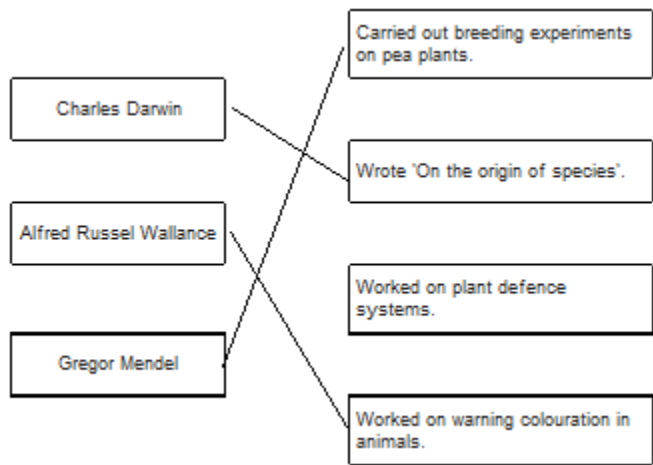 Carried out breeding experiments
on pea plants.
Charles Darwin
Wrote 'On the origin of species'.
Alfred Russel Wallance
Worked on plant defence
systems.
Gregor Mendel
Worked on warning colouration in
animals.